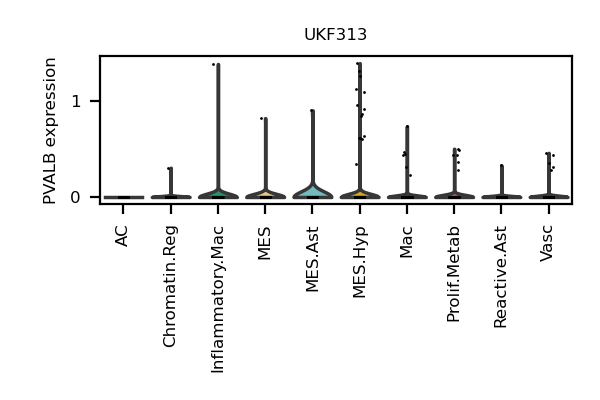 UKF313
PVALB expression
1
0
AC
Chromatin.Reg
Inflammatory.Mac
MES
MES.Ast
MES.Hyp
Mac
Prolif.Metab
Reactive.Ast
Vasc